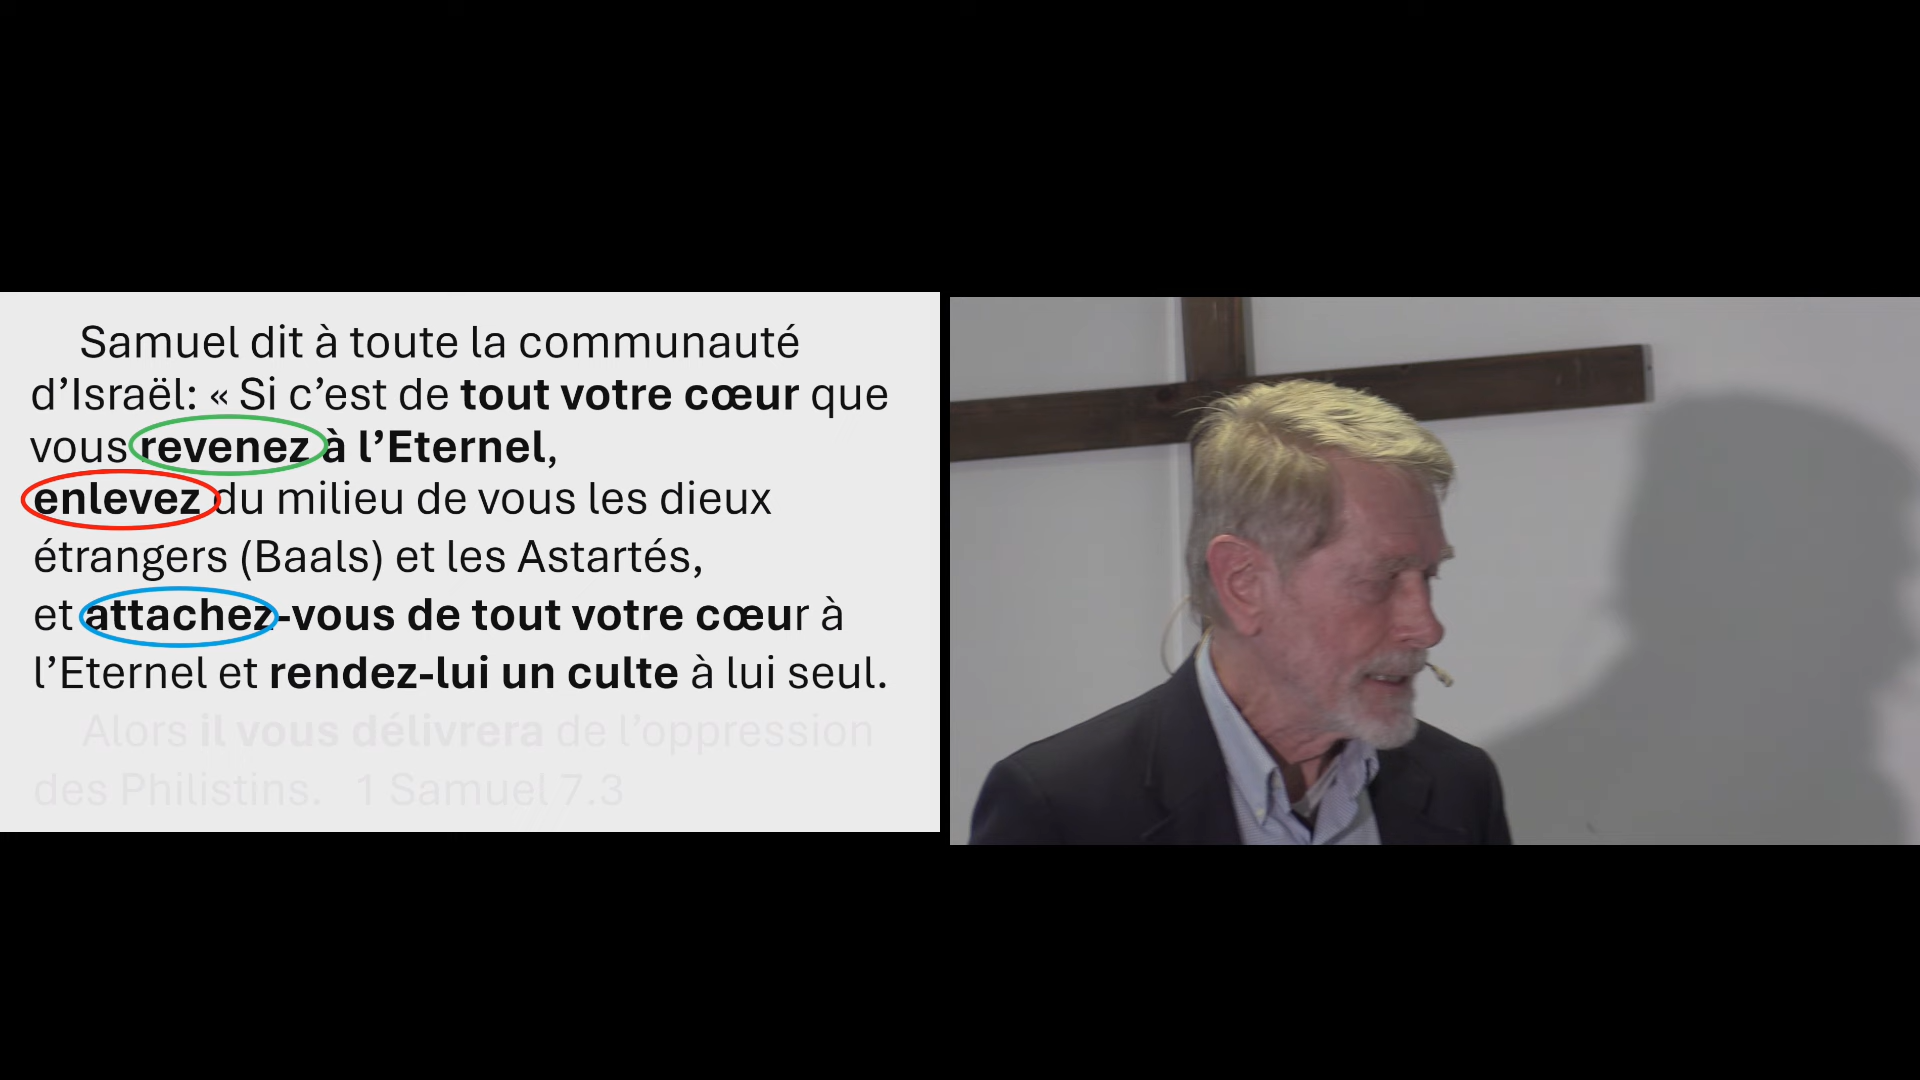 Samuel dit à toute la communauté
d’Israël: « Si c’est de tout votre cœur que
vous revenez à l’Eternel,
enlevez du milieu de vous les dieux
étrangers (Baals) et les Astartés,
et attachez-vous de tout votre cœur à
l’Eternel et rendez-lui un culte à lui seul.
Alors il vous délivrera de l’oppression
des Philistins. 1 Samuel 7.3